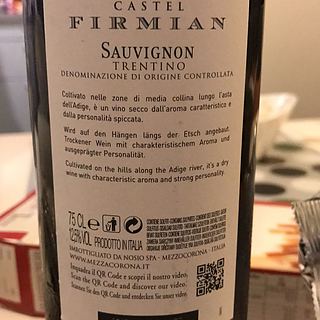 CASTEL
FIRMIAN
SAUVIGNON
TRENTINO
DENOMINAZIONE DI ORIGINE CONTROLLATA
Coltivato nelle zone di media collina lungo l'asta
dell'Adige, è un vino secco dall'aroma caratteristico e
dalla personalità spiccata.
Wird auf den Hängen längs der Etsch angebaut.
Trockener Wein mit charakteristischem Aroma und
ausgeprägter Personalität.
Cultivated on the hills along the Adige river, it's a dry
wine with characteristic aroma and strong personality.
75 CL e
12,5% VOL PRODOTTO IN ITALIA
IMBOTTIGLIATO DA NOSIO SPA - MEZZOCORONA - ITALIA
WWW.MEZZACORONA.IT
Inquadra il QR Code e scopri il nostro video.
Scan the QR Code and discover our video.
Scannen Sie den QR Code und entdecken Sie unser video.